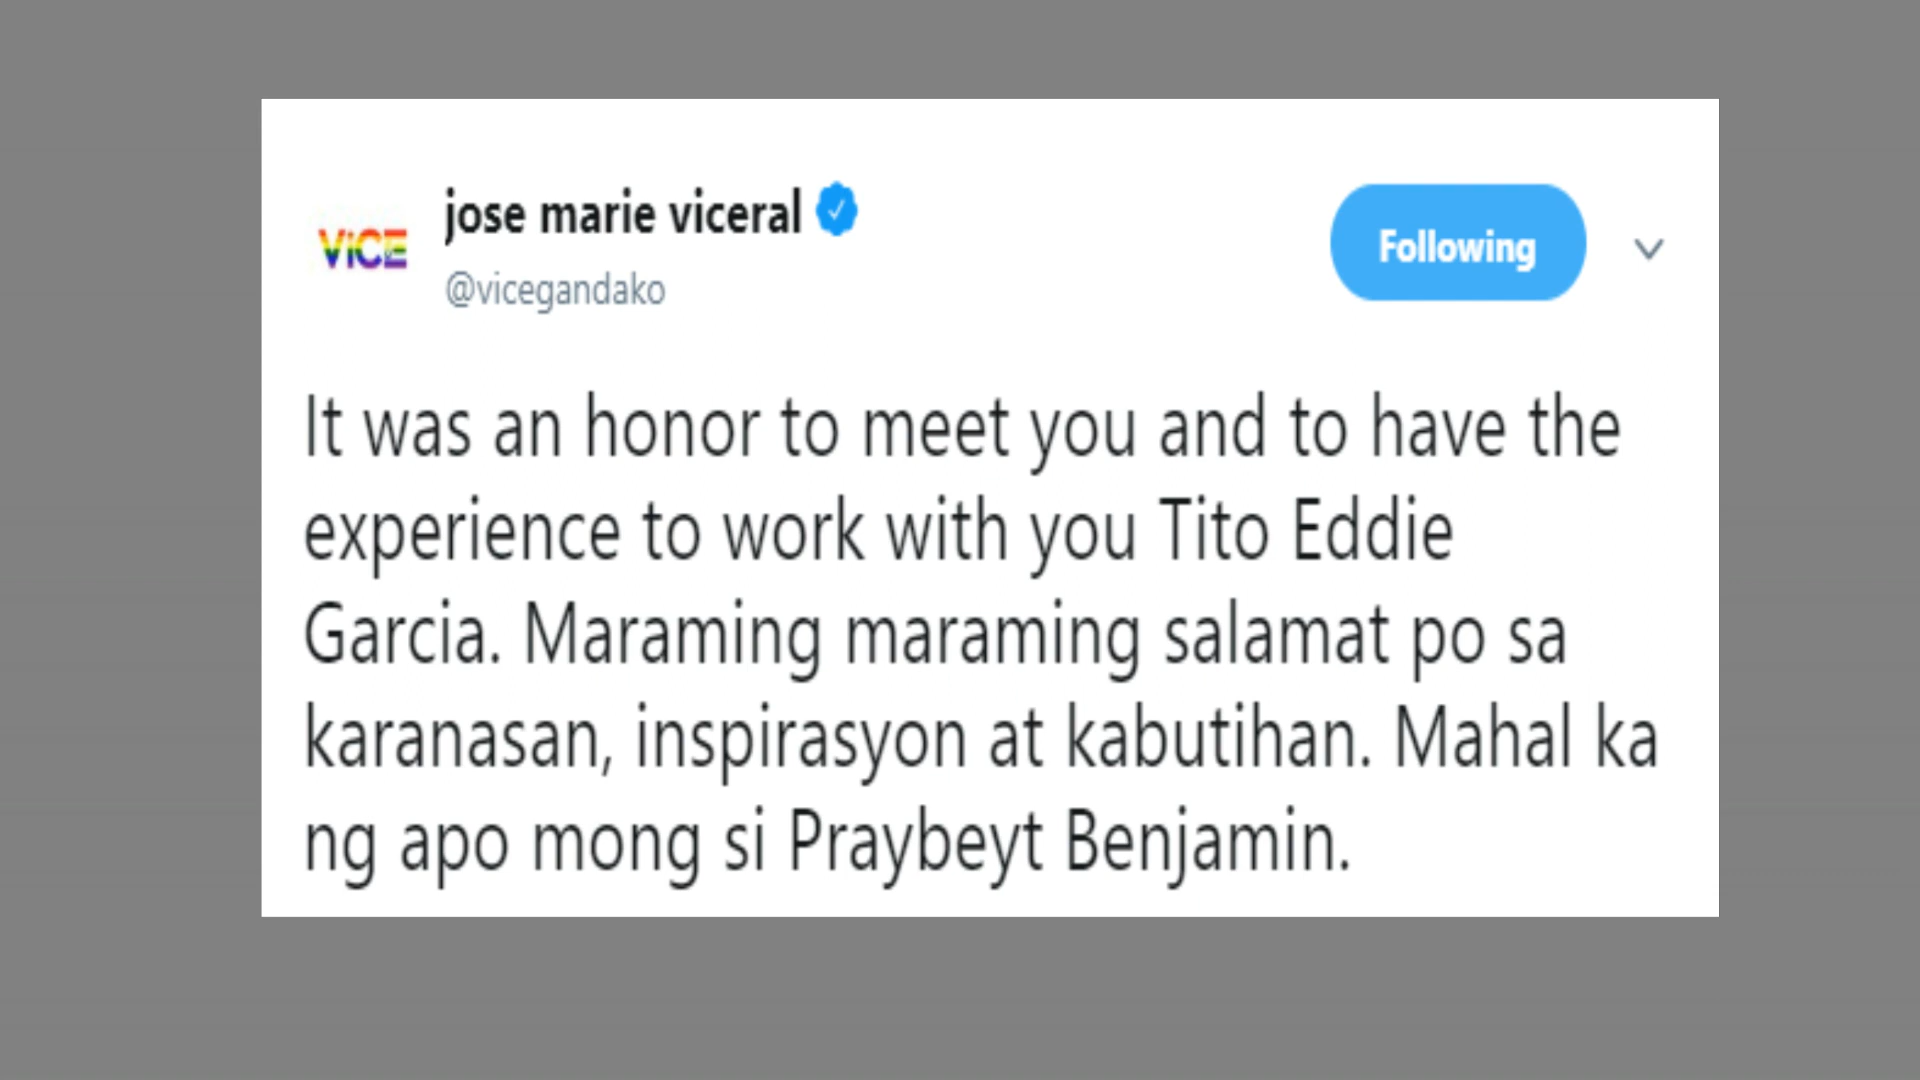 ViCE
jose marie viceral
@vicegandako
Following
It was an honor to meet you and to have the
experience to work with you Tito Eddie
Garcia. Maraming maraming salamat po sa
karanasan, inspirasyon at kabutihan. Mahal ka
ng apo mong si Praybeyt Benjamin.